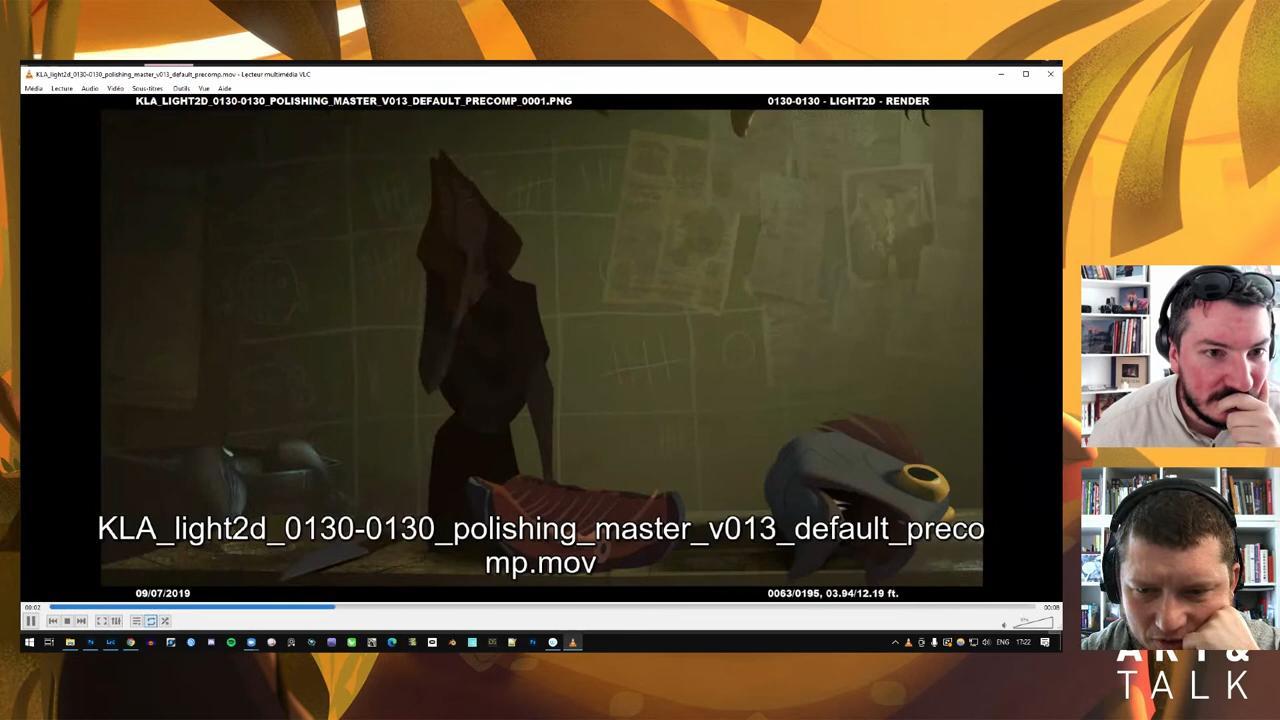 KLA_light2d_0130-0130_polishing_master_v013_default_precomp.mov - Lecteur multimédia VLC
Média Lecture Audio Vidéo Sous-titres Outils Vue Aide
KLA_LIGHT2D_0130-0130_POLISHING_MASTER_V013_DEFAULT_PRECOMP_0001.PNG
0130-0130 - LIGHT2D - RENDER
KLA_light2d_0130-0130_polishing_master_v013_default_preco
mp.mov
09/07/2019
0063/0195, 03.94/12.19 ft.
00:02
00:08
ENG
17:22
ART &
TALK